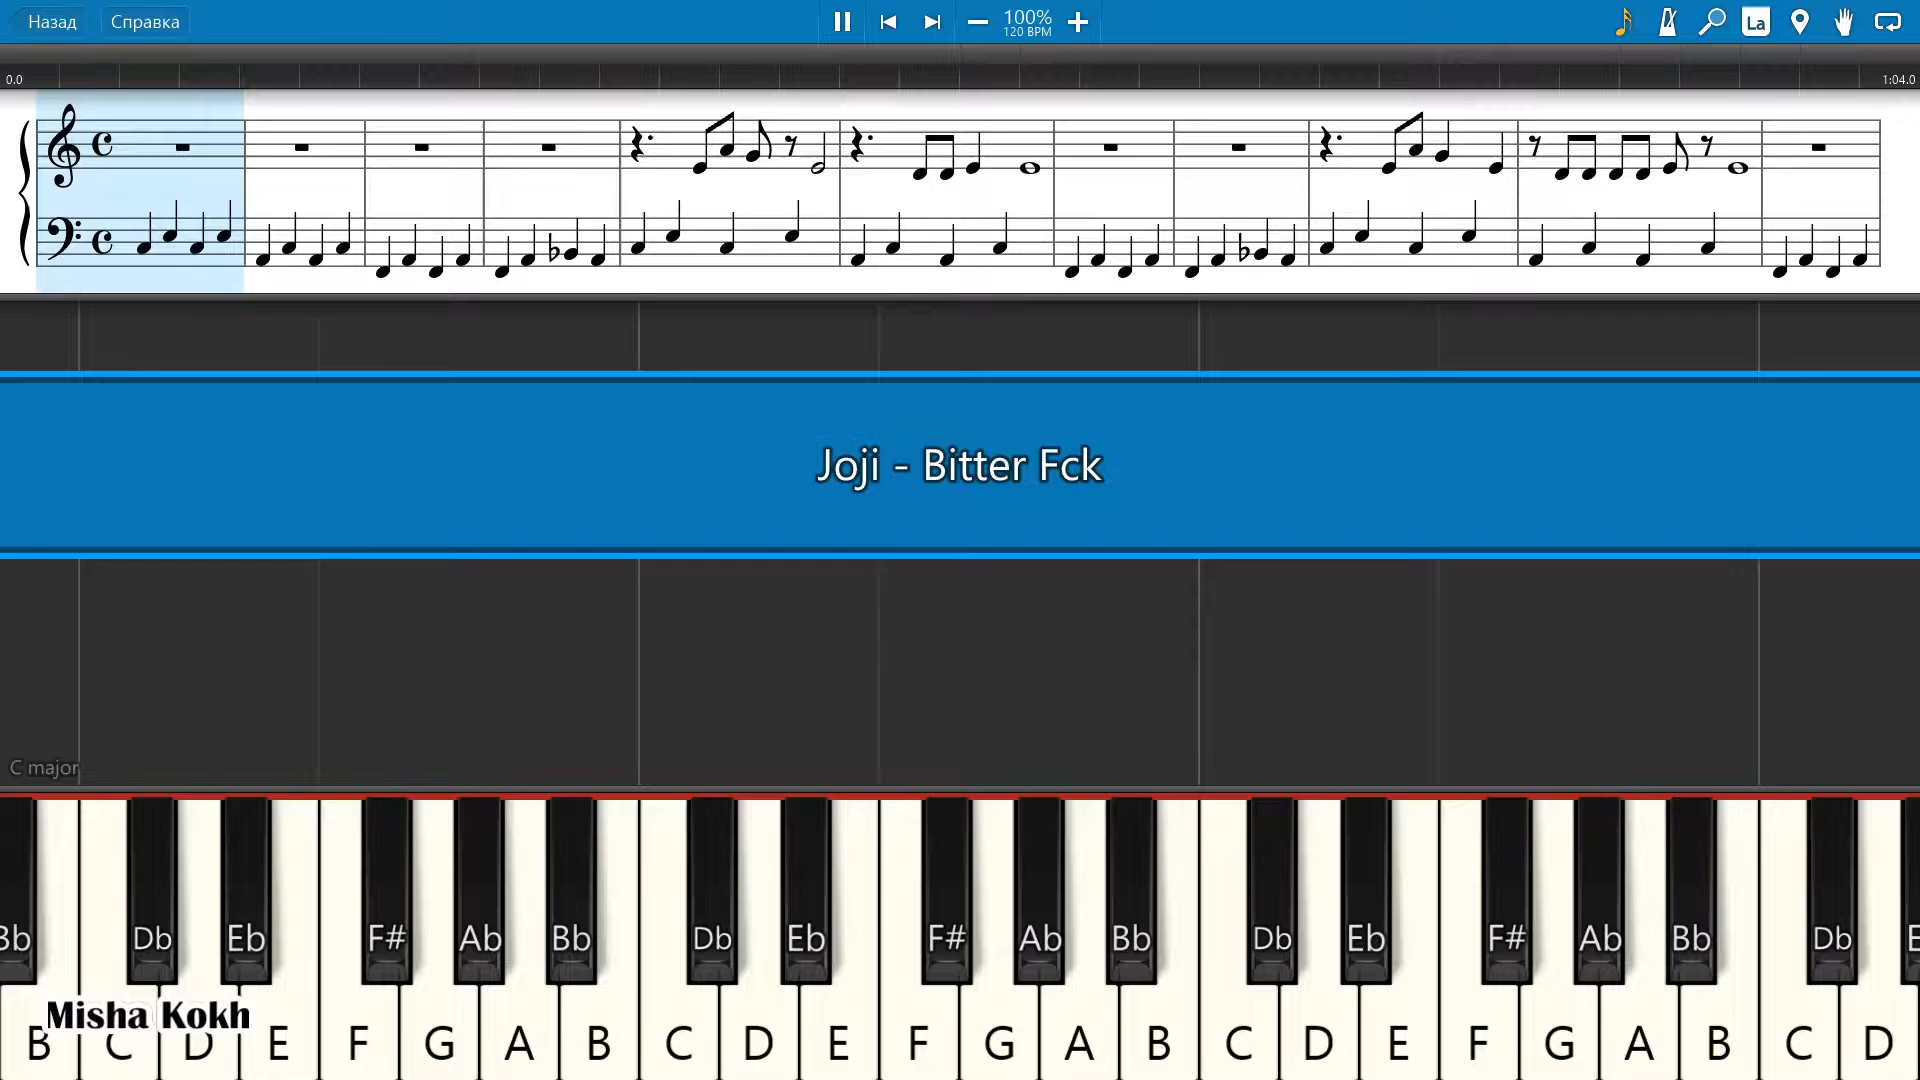 Назад Справка
100%
120 BPM
La
0.0 1:04.0
Joji - Bitter Fck
C major
Bb Db Eb F# Ab Bb Db Eb F# Ab Bb Db Eb F# Ab Bb Db E
Misha Kokh
B C D E F G A B C D E F G A B C D E F G A B C D